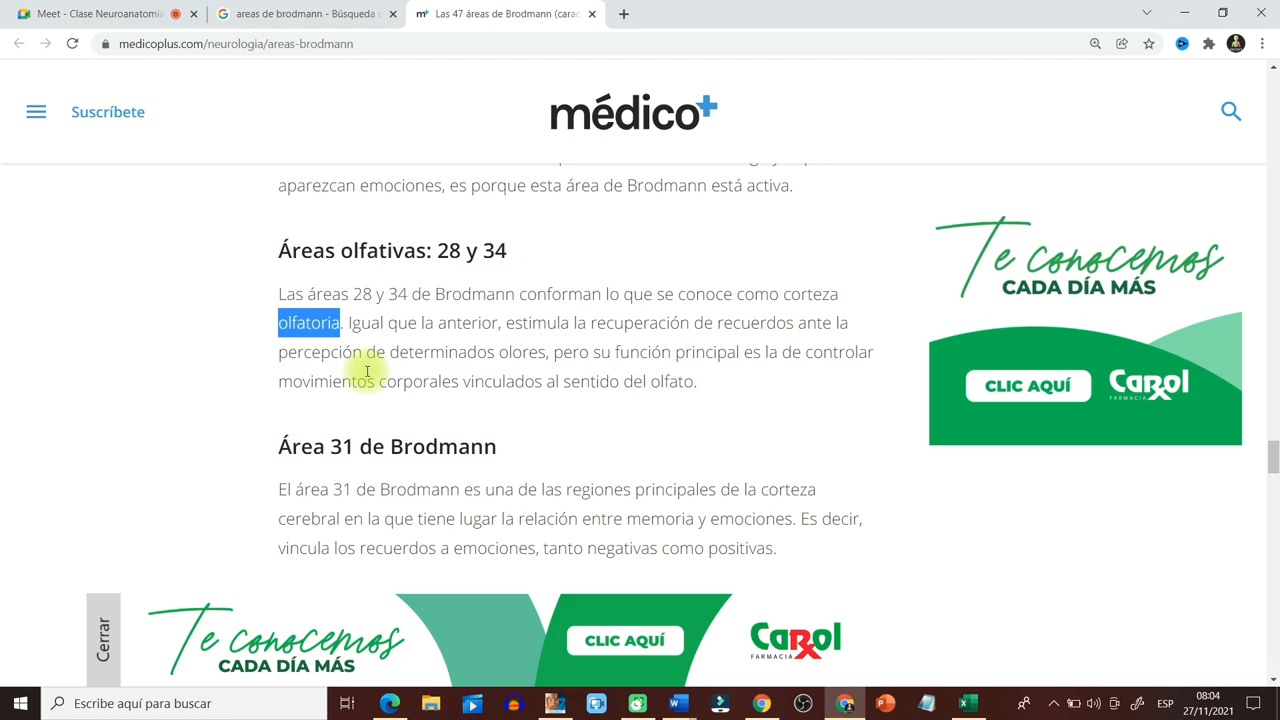 Meet - Clase Neuroanatomí
areas de brodmann - Búsqueda
Las 47 áreas de Brodmann (carac
medicoplus.com/neurologia/areas-brodmann
Suscríbete
médico+
aparezcan emociones, es porque esta área de Brodmann está activa.
Áreas olfativas: 28 y 34
Las áreas 28 y 34 de Brodmann conforman lo que se conoce como corteza
olfatoria. Igual que la anterior, estimula la recuperación de recuerdos ante la
percepción de determinados olores, pero su función principal es la de controlar
movimientos corporales vinculados al sentido del olfato.
Área 31 de Brodmann
El área 31 de Brodmann es una de las regiones principales de la corteza
cerebral en la que tiene lugar la relación entre memoria y emociones. Es decir,
vincula los recuerdos a emociones, tanto negativas como positivas.
Te conocemos
CADA DÍA MÁS
CLIC AQUÍ
Carol
FARMACIA
Cerrar
Te conocemos
CADA DÍA MÁS
CLIC AQUÍ
Carol
FARMACIA
Escribe aquí para buscar
ESP
08:04
27/11/2021